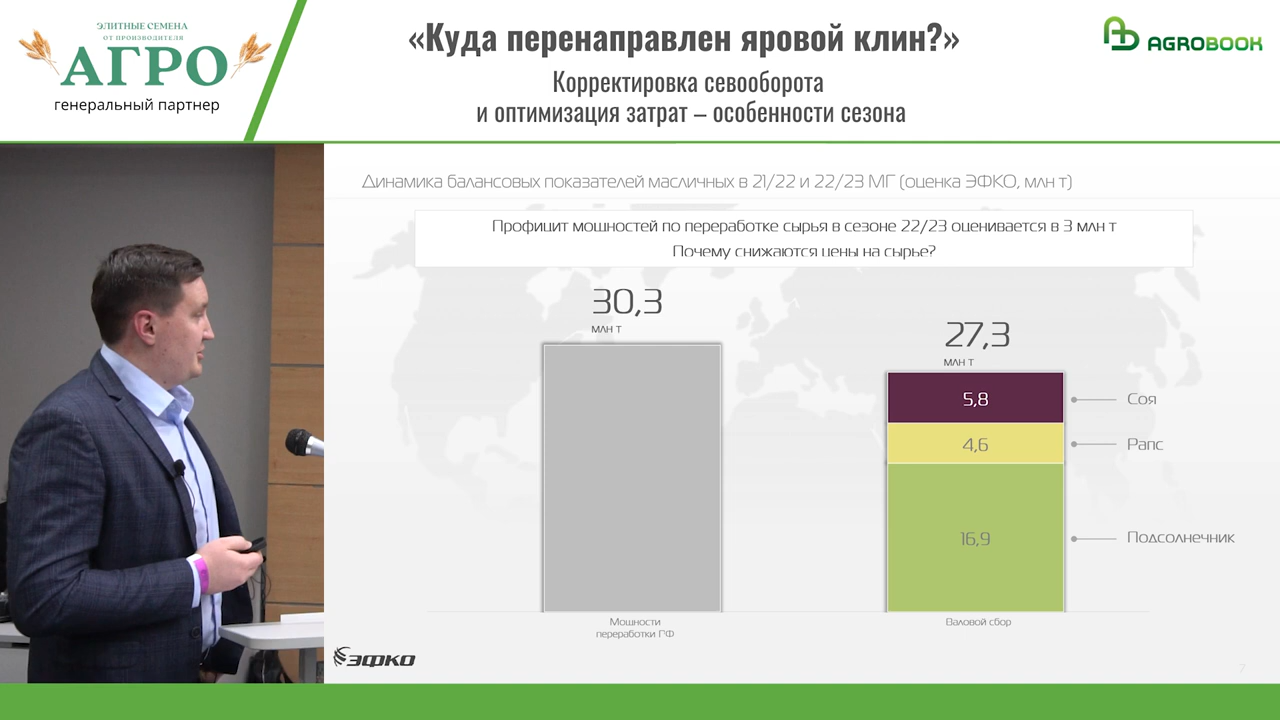 ЭЛИТНЫЕ СЕМЕНА
ОТ ПРОИЗВОДИТЕЛЯ
АГРО
генеральный партнер
«Куда перенаправлен яровой клин?»
Корректировка севооборота
и оптимизация затрат – особенности сезона
AGROBOOK
Динамика балансовых показателей масличных в 21/22 и 22/23 МГ (оценка ЭФКО, млн т)
Профицит мощностей по переработке сырья в сезоне 22/23 оценивается в 3 млн т
Почему снижаются цены на сырье?
30,3
млн т
27,3
млн т
5,8
Соя
4,6
Рапс
16,9
Подсолнечник
Мощности
переработки ГФ
Валовой сбор
ЭФКО
7